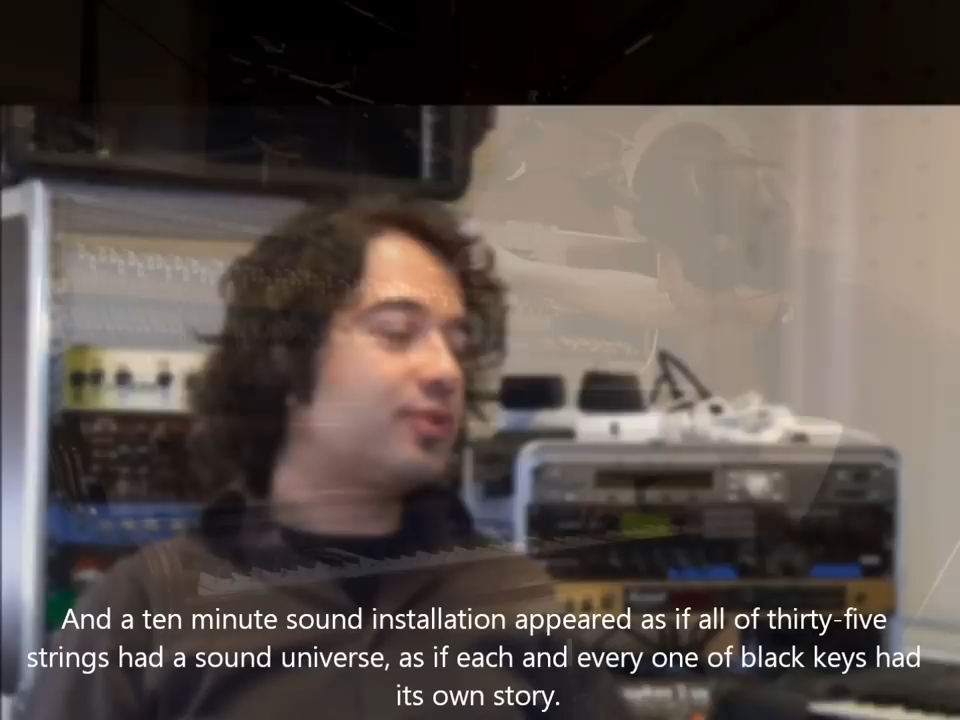 And a ten minute sound installation appeared as if all of thirty-five
strings had a sound universe, as if each and every one of black keys had
its own story.